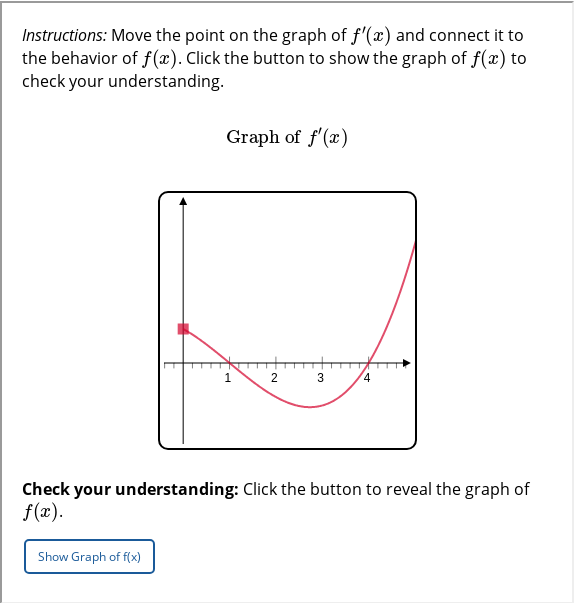 Instructions: Move the point on the graph of f′(x) and connect it to
the behavior of f(x). Click the button to show the graph of f(x) to
check your understanding.
Graph of f′(x)
1 2 3 4
Check your understanding: Click the button to reveal the graph of
f(x).
Show Graph of f(x)